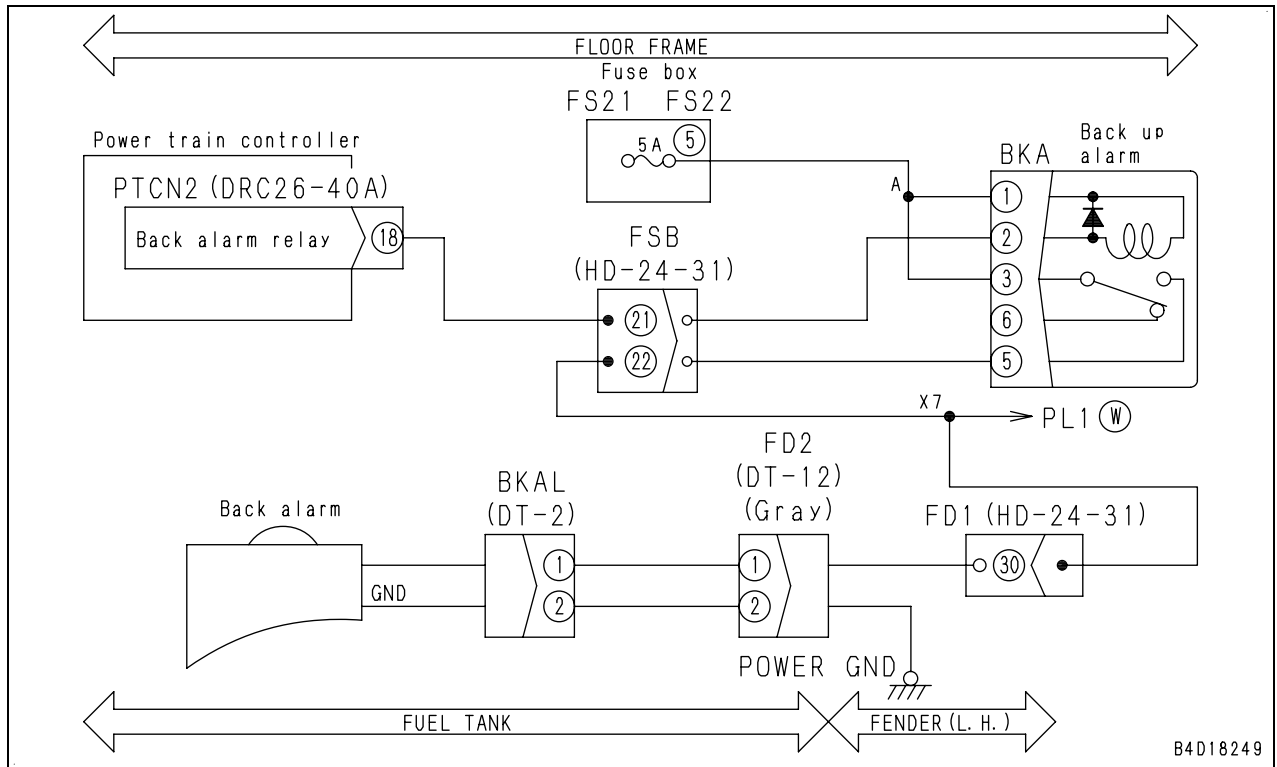 FLOOR FRAME
Fuse box
FS21 FS22
5A 5
Power train controller
PTCN2 (DRC26-40A)
Back alarm relay 18
FSB
(HD-24-31)
21
22
A
BKA
Back up
alarm
1
2
3
6
5
X7
PL1 W
FD2
(DT-12)
(Gray)
BKAL
(DT-2)
Back alarm
FD1 (HD-24-31)
1
1
30
GND
2
2
POWER GND
FUEL TANK
FENDER (L. H.)
B4D18249